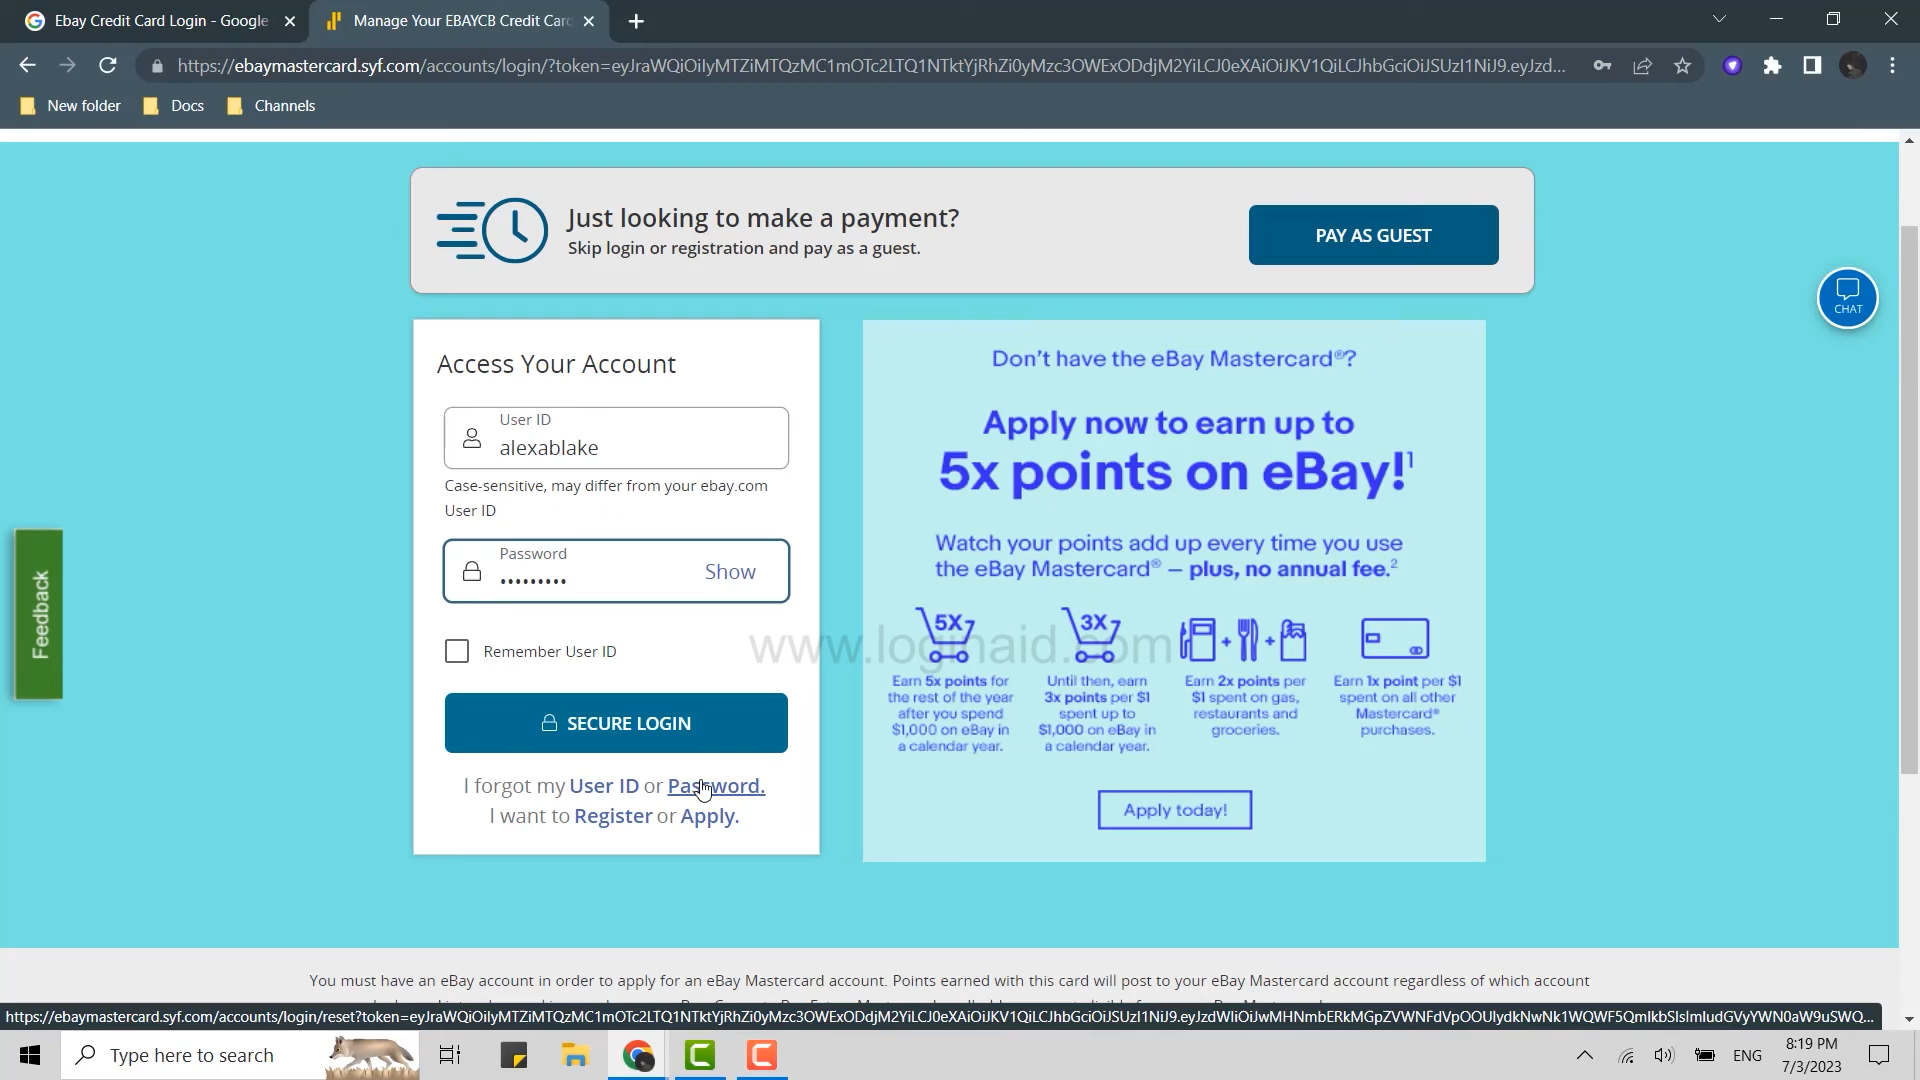 Ebay Credit Card Login - Google
Manage Your EBAYCB Credit Card
https://ebaymastercard.syf.com/accounts/login/?token=eyJraWQiOiIyMTZiMTQzMC1mOTc2LTQ1NTktYjRhZi0yMzc3OWExODdjM2YiLCJ0eXAiOiJKV1QiLCJhbGciOiJSUzI1NiJ9.eyJzd...
New folder
Docs
Channels
Just looking to make a payment?
Skip login or registration and pay as a guest.
PAY AS GUEST
CHAT
Access Your Account
User ID
alexablake
Case-sensitive, may differ from your ebay.com
User ID
Password
•••••••••
Show
Remember User ID
SECURE LOGIN
I forgot my User ID or Password.
I want to Register or Apply.
Feedback
Don't have the eBay Mastercard®?
Apply now to earn up to
5x points on eBay!¹
Watch your points add up every time you use
the eBay Mastercard® — plus, no annual fee.²
5X
Earn 5x points for
the rest of the year
after you spend
$1,000 on eBay in
a calendar year.
3X
Until then, earn
3x points per $1
spent up to
$1,000 on eBay in
a calendar year.
+ +
Earn 2x points per
$1 spent on gas,
restaurants and
groceries.
Earn 1x point per $1
spent on all other
Mastercard®
purchases.
www.loginaid.com
Apply today!
You must have an eBay account in order to apply for an eBay Mastercard account. Points earned with this card will post to your eBay Mastercard account regardless of which account
Type here to search
ENG
8:19 PM
7/3/2023